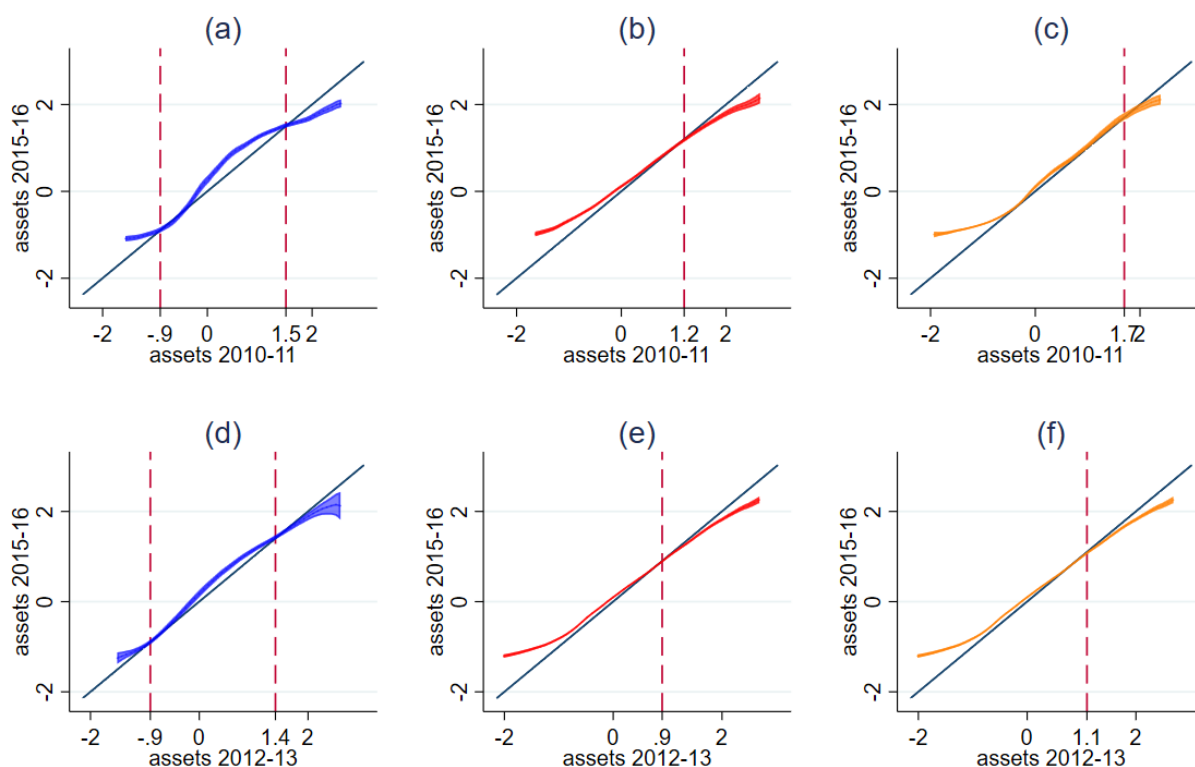 (a) (b) (c)
assets 2015-16 assets 2015-16 assets 2015-16
2 2 2
0 0 0
-2 -2 -2
-2 -.9 0 1.5 2 -2 0 1.2 2 -2 0 1.7 2
assets 2010-11 assets 2010-11 assets 2010-11
(d) (e) (f)
assets 2015-16 assets 2015-16 assets 2015-16
2 2 2
0 0 0
-2 -2 -2
-2 -.9 0 1.4 2 -2 0 .9 2 -2 0 1.1 2
assets 2012-13 assets 2012-13 assets 2012-13